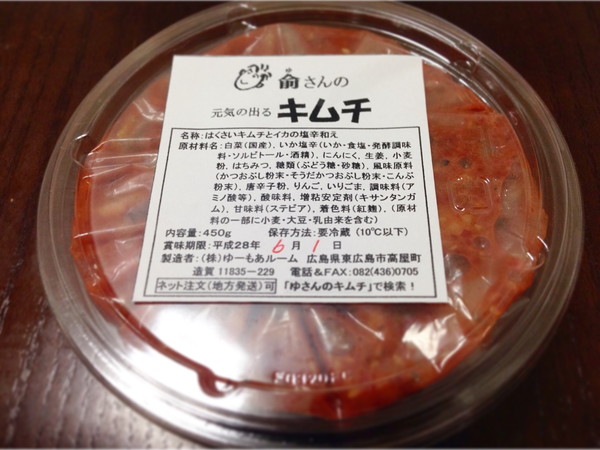 兪さんの
元気の出る キムチ
名称:はくさいキムチとイカの塩辛和え
原材料名:白菜(国産)、いか塩辛(いか・食塩・発酵調味
料・ソルビトール・酒精)、にんにく、生姜、小麦
粉、はちみつ、糖類(ぶどう糖・砂糖)、風味原料
(かつおぶし粉末・そうだかつおぶし粉末・こんぶ
粉末)、唐辛子粉、りんご、いりごま、調味料(ア
ミノ酸等)、酸味料、増粘安定剤(キサンタンガ
ム)、甘味料(ステビア)、着色料(紅麹)、(原材
料の一部に小麦・大豆・乳由来を含む)
内容量:450g 保存方法:要冷蔵(10℃以下)
賞味期限:平成28年 6月 1日
製造者:(株)ゆーもあルーム 広島県東広島市高屋町
造賀11835-229 電話&FAX:082(436)0705
ネット注文(地方発送)可 「ゆさんのキムチ」で検索!